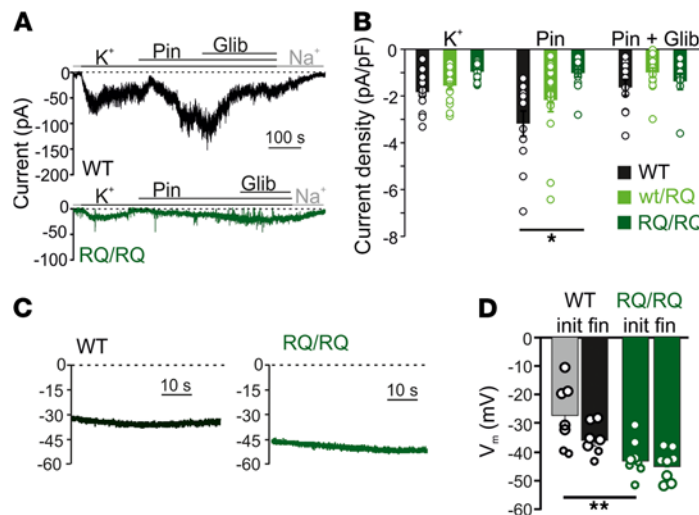 A
K⁺ Pin Glib Na⁺
0
-50
-100
-150
200
Current (pA)
100 s
WT
K⁺ Pin Glib Na⁺
0
-50
-100
RQ/RQ
B
K⁺ Pin Pin + Glib
0
-2
-4
-6
-8
Current density (pA/pF)
WT
wt/RQ
RQ/RQ
*
C
WT
0
-15
-30
-45
-60
10 s
RQ/RQ
0
-15
-30
-45
-60
10 s
D
WT RQ/RQ
init fin init fin
0
-10
-20
-30
-40
-50
-60
Vm (mV)
**